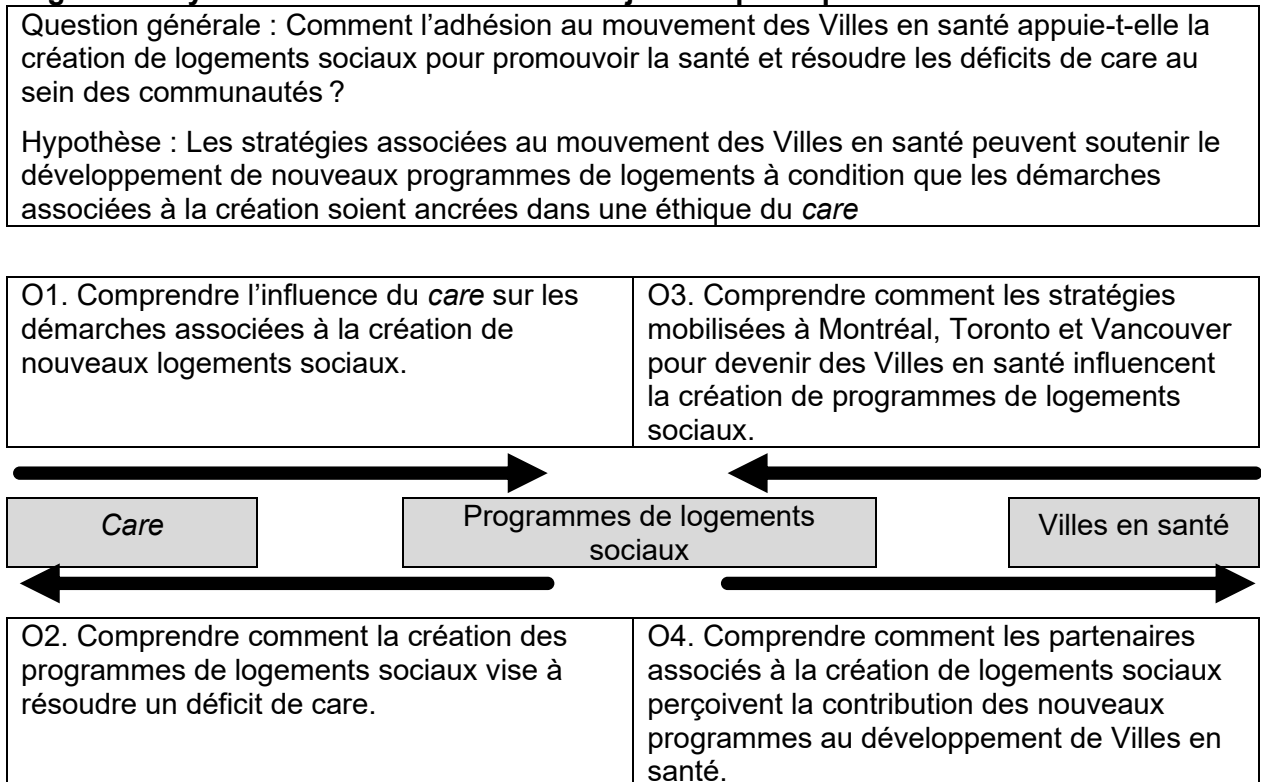 Question générale : Comment l'adhésion au mouvement des Villes en santé appuie-t-elle la
création de logements sociaux pour promouvoir la santé et résoudre les déficits de care au
sein des communautés ?
Hypothèse : Les stratégies associées au mouvement des Villes en santé peuvent soutenir le
développement de nouveaux programmes de logements à condition que les démarches
associées à la création soient ancrées dans une éthique du care
O1. Comprendre l'influence du care sur les
démarches associées à la création de
nouveaux logements sociaux.
O3. Comprendre comment les stratégies
mobilisées à Montréal, Toronto et Vancouver
pour devenir des Villes en santé influencent
la création de programmes de logements
sociaux.
Care
Programmes de logements
sociaux
Villes en santé
O2. Comprendre comment la création des
programmes de logements sociaux vise à
résoudre un déficit de care.
O4. Comprendre comment les partenaires
associés à la création de logements sociaux
perçoivent la contribution des nouveaux
programmes au développement de Villes en
santé.